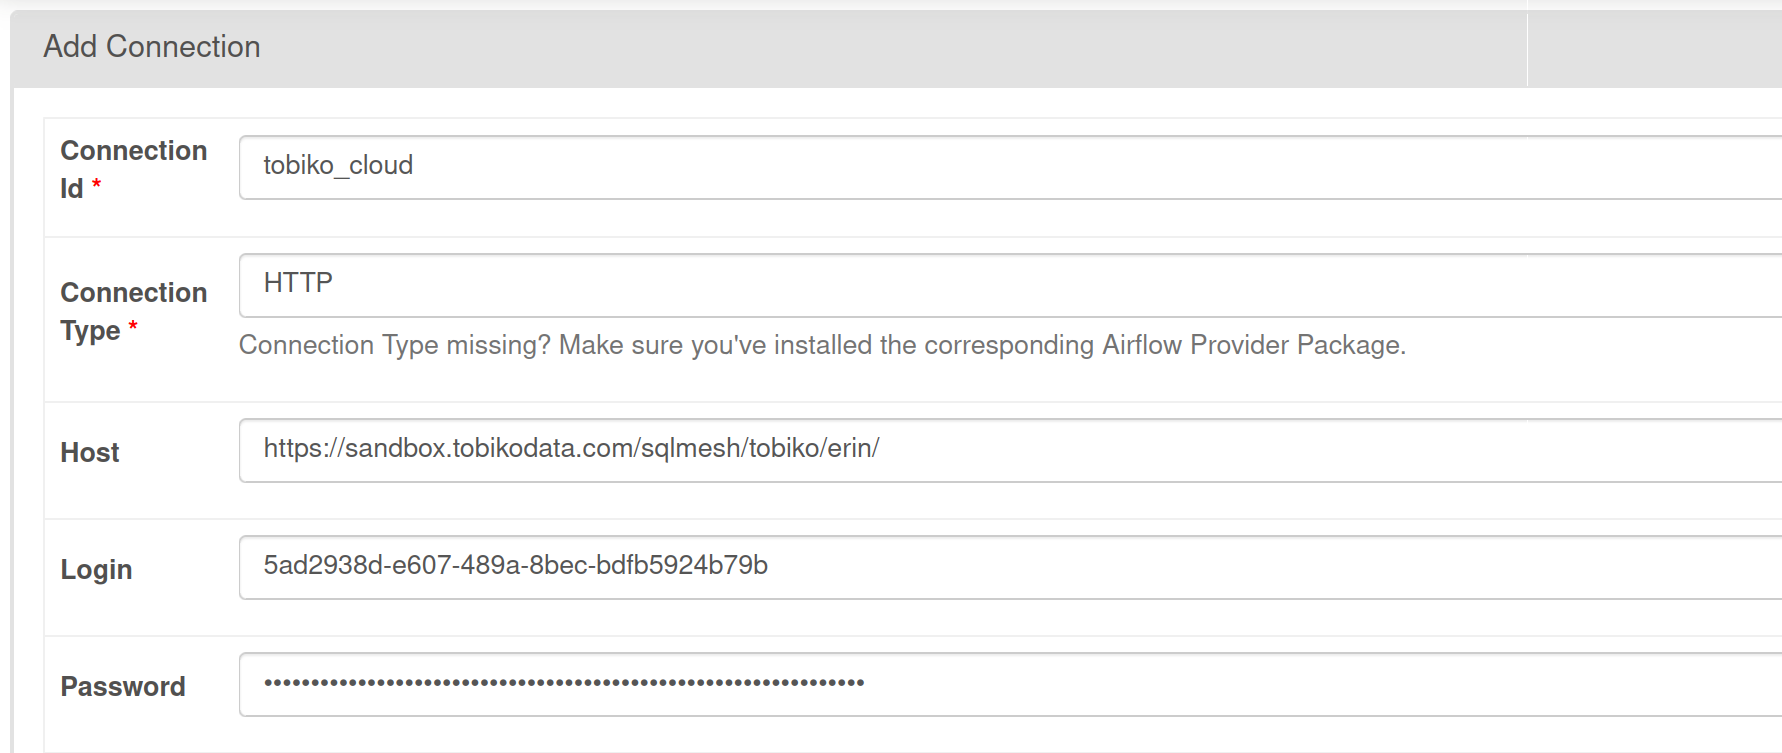 Add Connection
Connection
Id *
tobiko_cloud
Connection
Type *
HTTP
Connection Type missing? Make sure you've installed the corresponding Airflow Provider Package.
Host
https://sandbox.tobikodata.com/sqlmesh/tobiko/erin/
Login
5ad2938d-e607-489a-8bec-bdfb5924b79b
Password
••••••••••••••••••••••••••••••••••••••••••••••••••••••••••••••••